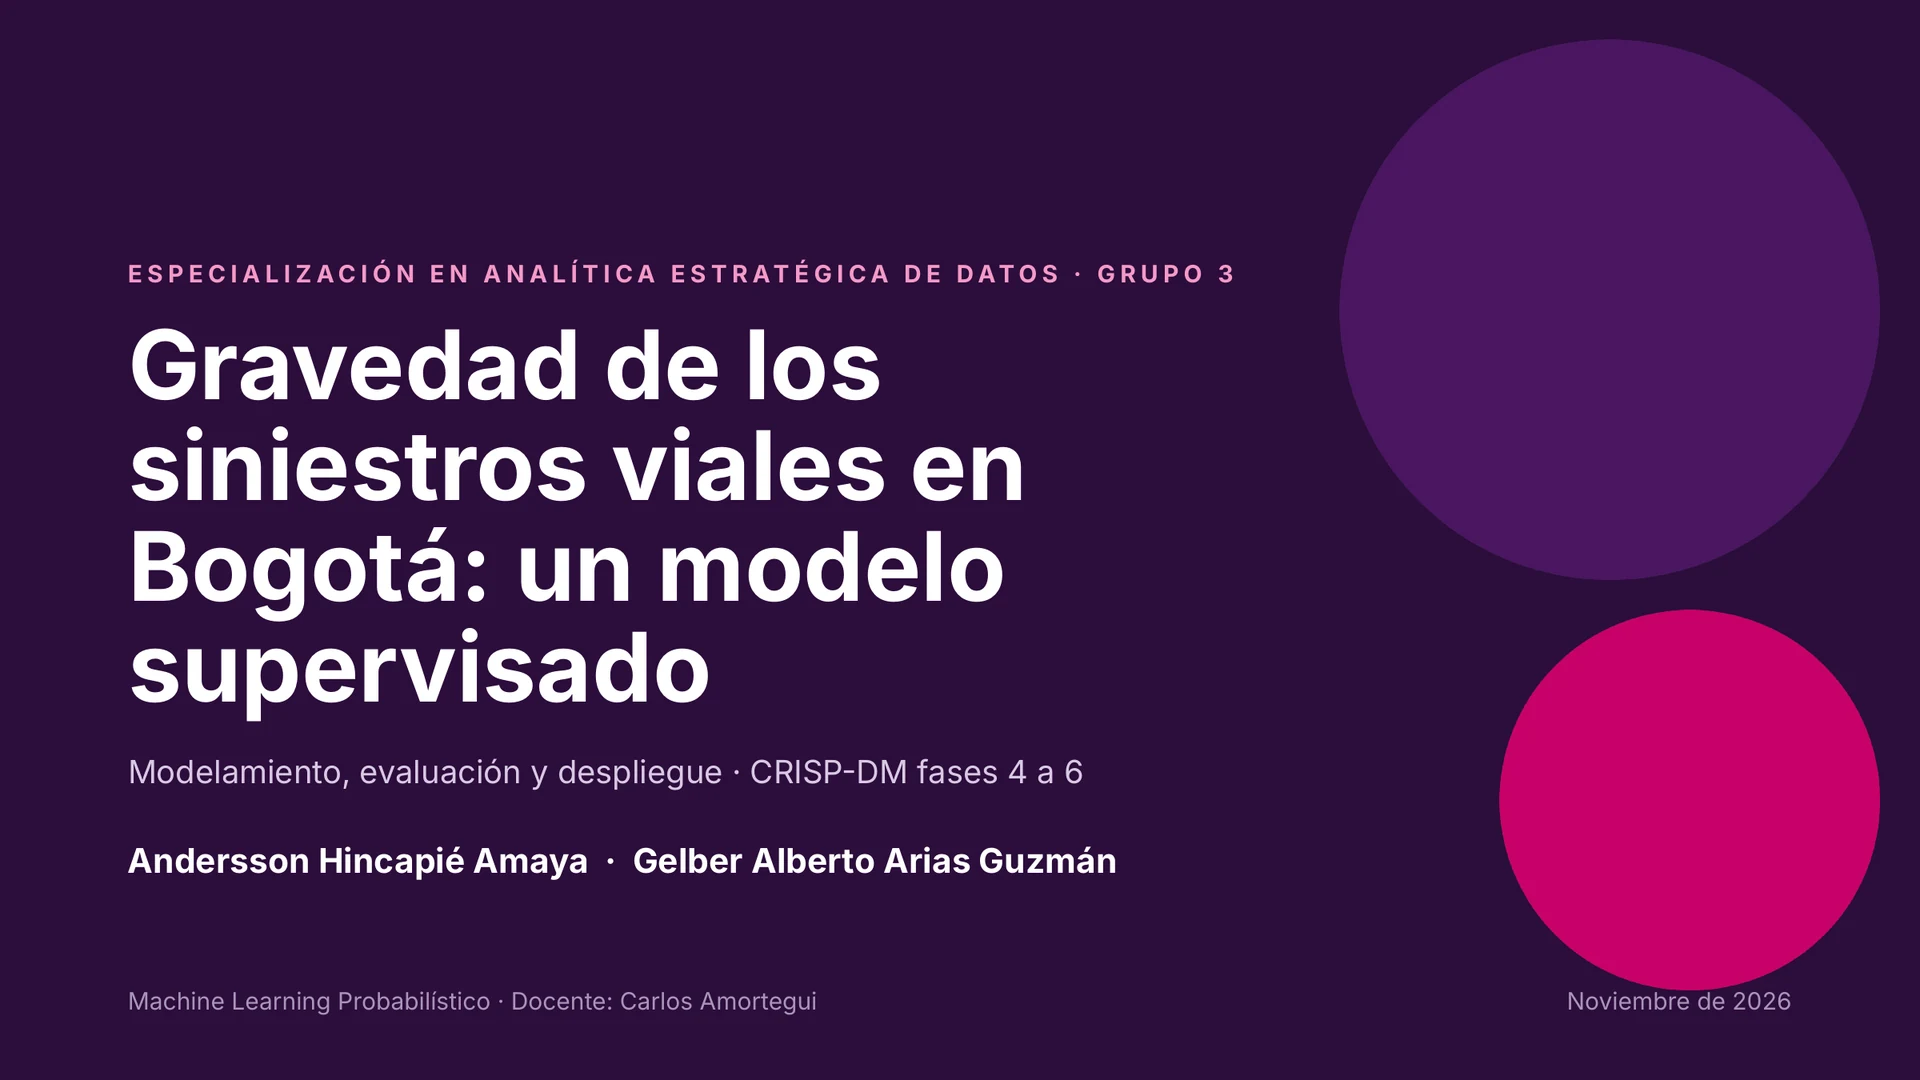 ESPECIALIZACIÓN EN ANALÍTICA ESTRATÉGICA DE DATOS · GRUPO 3
Gravedad de los
siniestros viales en
Bogotá: un modelo
supervisado
Modelamiento, evaluación y despliegue · CRISP-DM fases 4 a 6
Andersson Hincapié Amaya · Gelber Alberto Arias Guzmán
Machine Learning Probabilístico · Docente: Carlos Amortegui
Noviembre de 2026